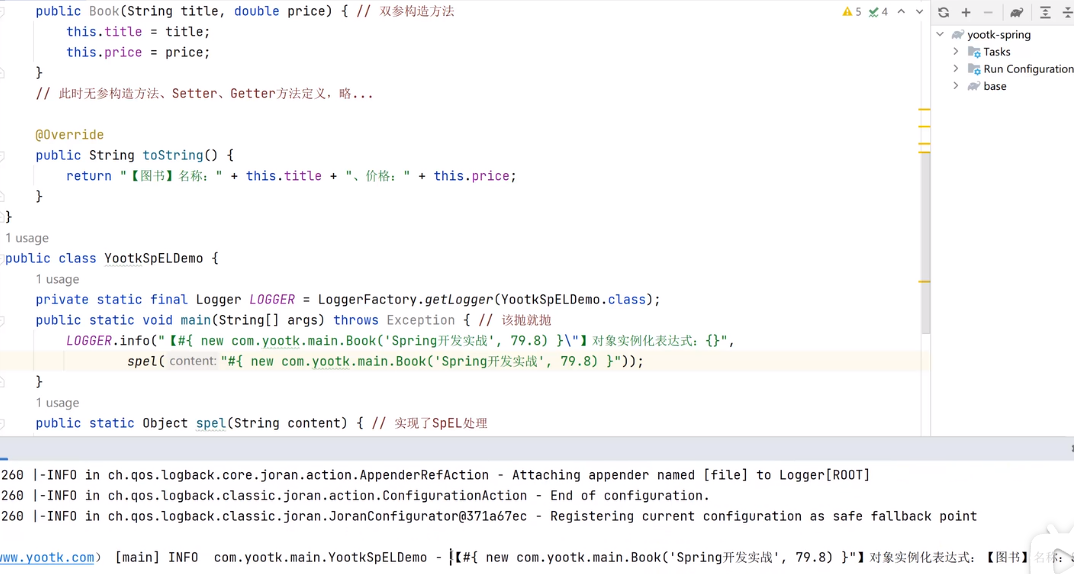 public Book(String title, double price) { // 双参构造方法
this.title = title;
this.price = price;
}
// 此时无参构造方法、Setter、Getter方法定义，略...
@Override
public String toString() {
return "【图书】名称：" + this.title + "、价格：" + this.price;
}
}
1 usage
public class YootkSpELDemo {
1 usage
private static final Logger LOGGER = LoggerFactory.getLogger(YootkSpELDemo.class);
public static void main(String[] args) throws Exception { // 该抛就抛
LOGGER.info("【#{ new com.yootk.main.Book('Spring开发实战', 79.8) }\"】对象实例化表达式：{}",
spel( content: "#{ new com.yootk.main.Book('Spring开发实战', 79.8) }"));
}
1 usage
public static Object spel(String content) { // 实现了SpEL处理
5 4
yootk-spring
Tasks
Run Configuration
base
260 |-INFO in ch.qos.logback.core.joran.action.AppenderRefAction - Attaching appender named [file] to Logger[ROOT]
260 |-INFO in ch.qos.logback.classic.joran.action.ConfigurationAction - End of configuration.
260 |-INFO in ch.qos.logback.classic.joran.JoranConfigurator@371a67ec - Registering current configuration as safe fallback point
www.yootk.com） [main] INFO com.yootk.main.YootkSpELDemo - 【#{ new com.yootk.main.Book('Spring开发实战', 79.8) }"】对象实例化表达式：【图书】名称：